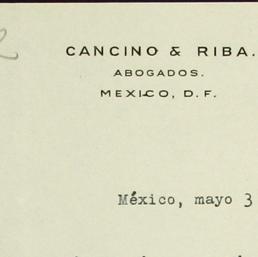 CANCINO & RIBA.
ABOGADOS.
MEXICO, D. F.
México, mayo 3